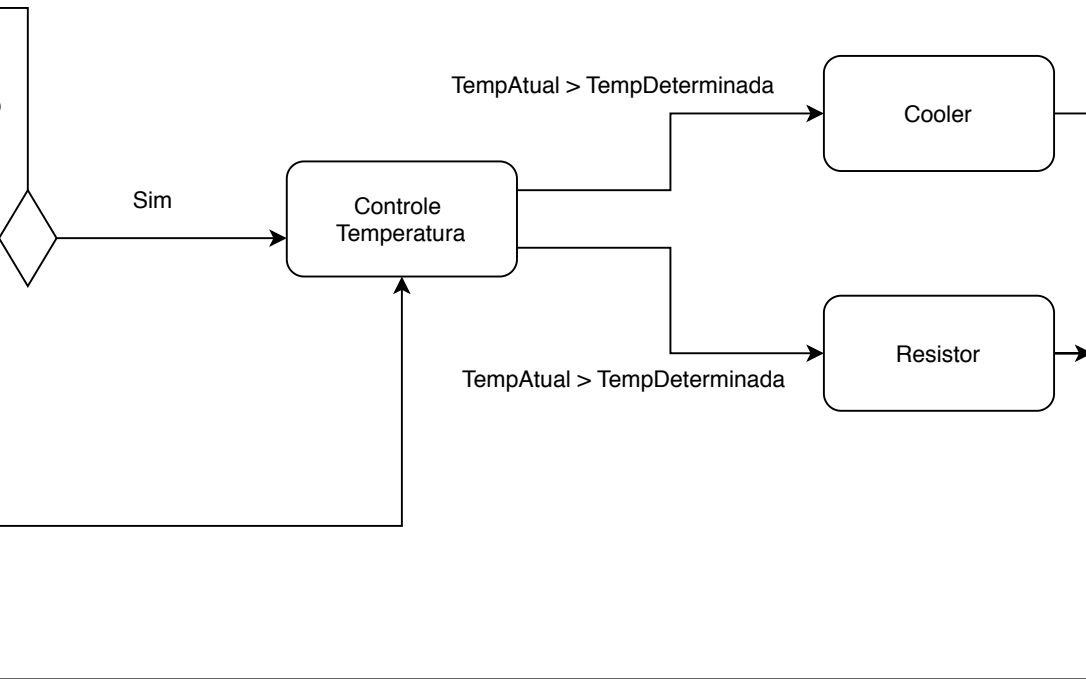 TempAtual > TempDeterminada
Cooler
Sim
Controle
Temperatura
Resistor
TempAtual > TempDeterminada